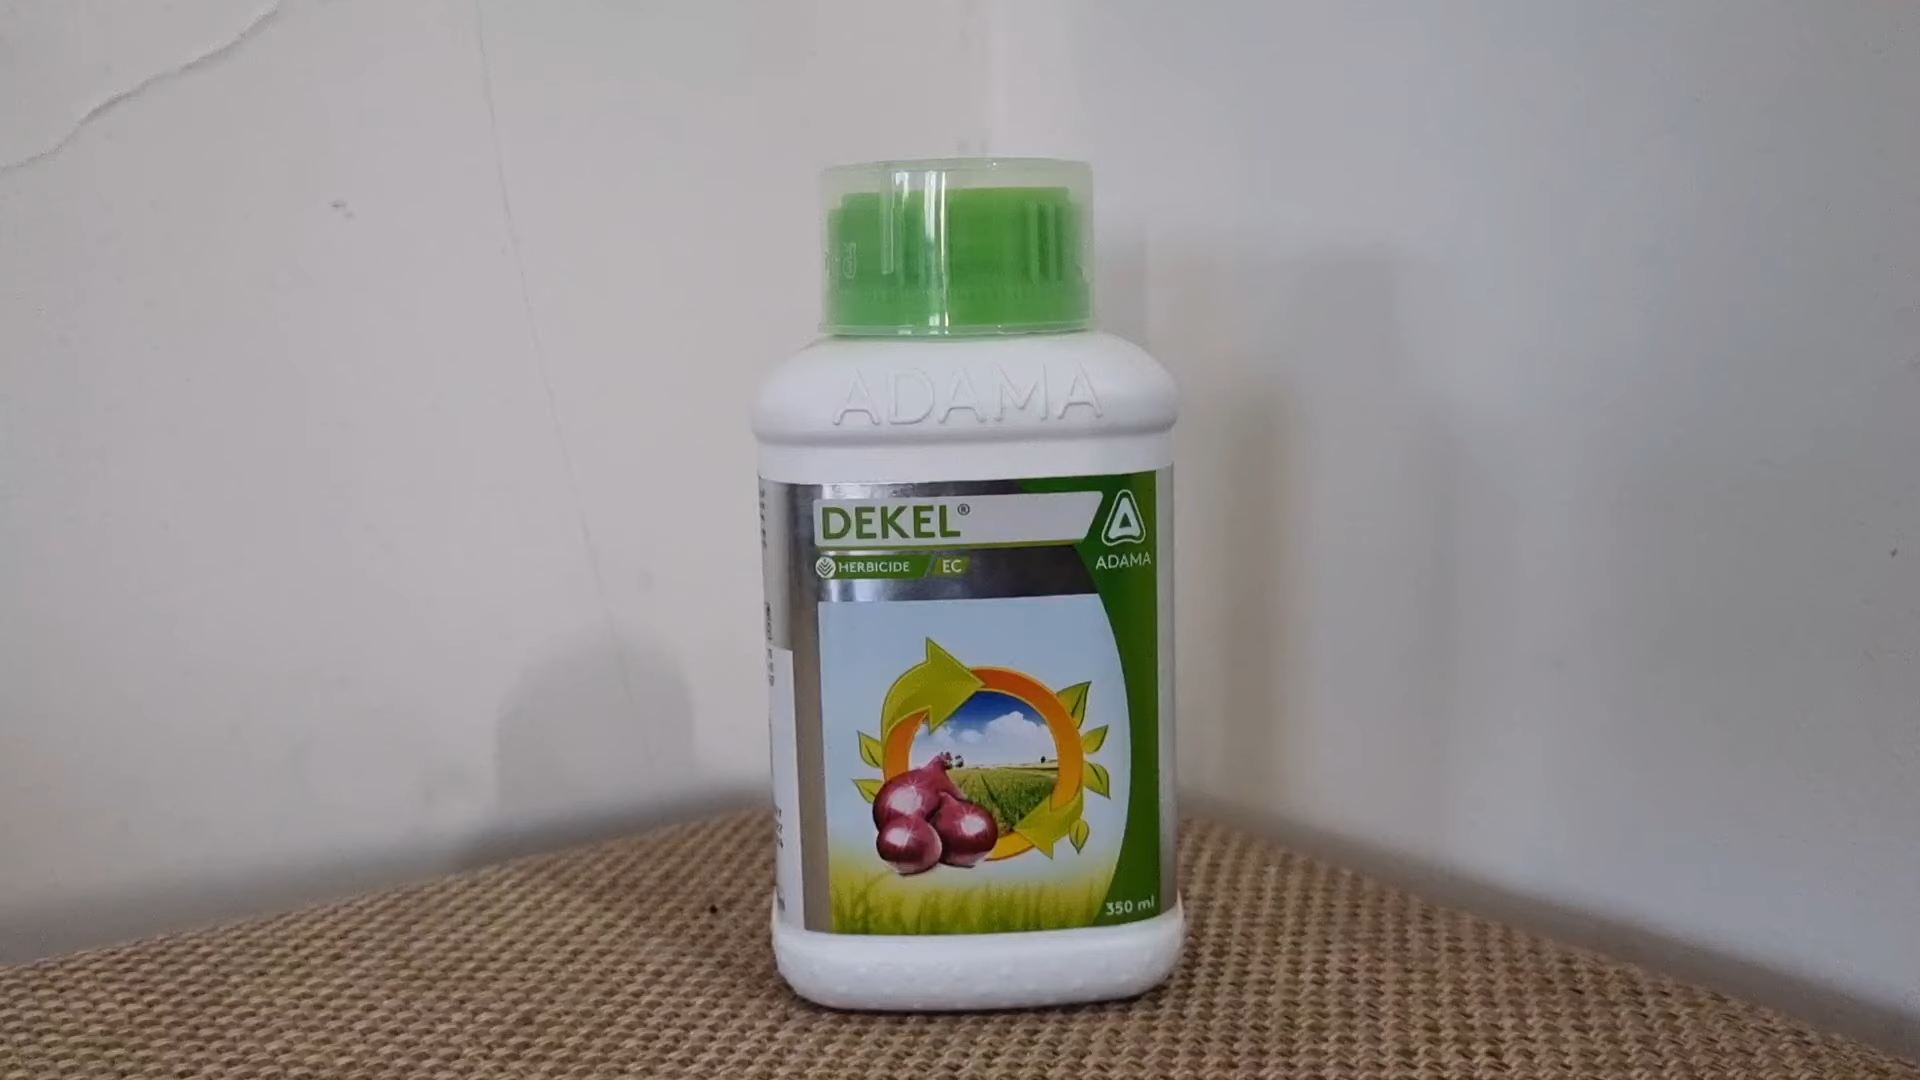 ADAMA
DEKEL®
HERBICIDE EC
ADAMA
350 ml